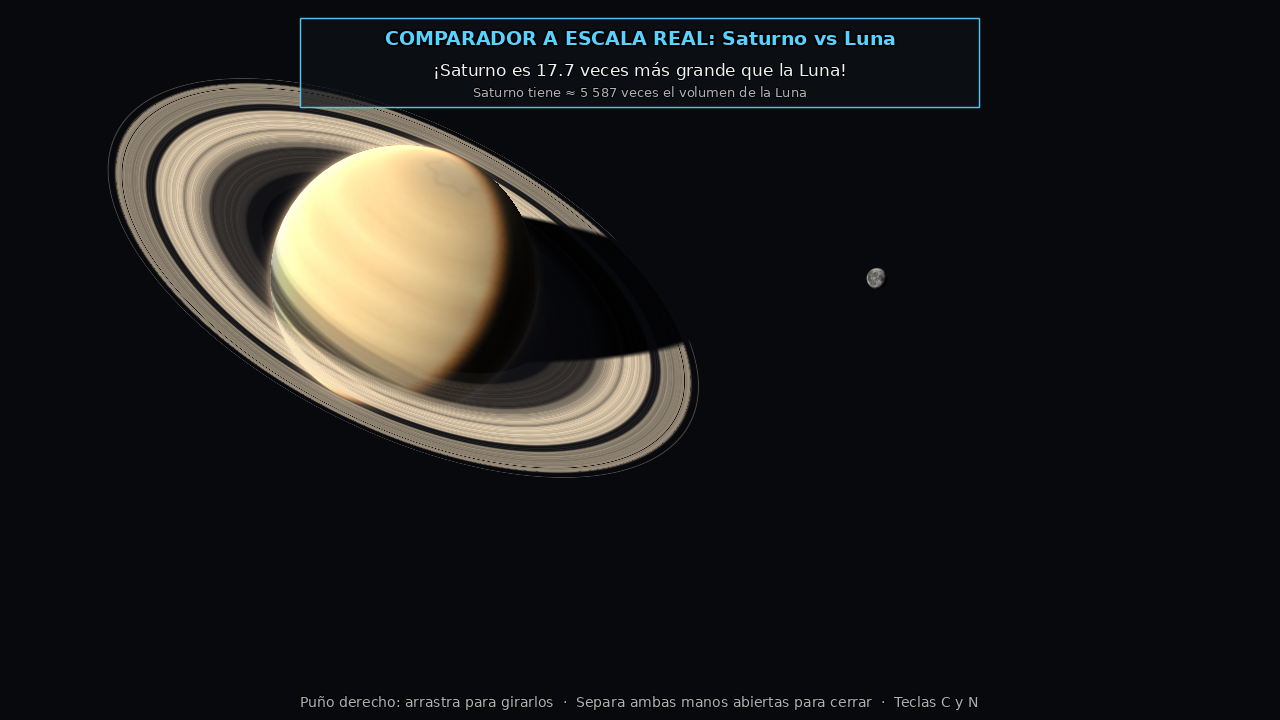 COMPARADOR A ESCALA REAL: Saturno vs Luna
¡Saturno es 17.7 veces más grande que la Luna!
Saturno tiene ≈ 5 587 veces el volumen de la Luna
Puño derecho: arrastra para girarlos · Separa ambas manos abiertas para cerrar · Teclas C y N